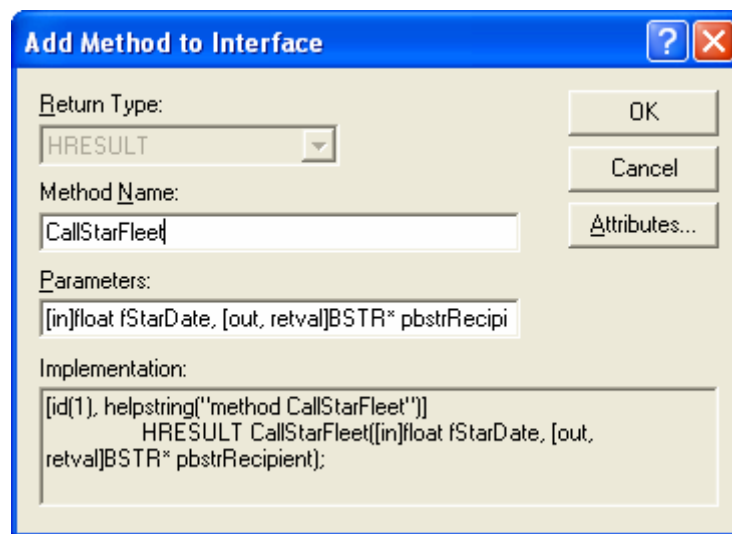 Add Method to Interface
Return Type:
HRESULT
OK
Cancel
Method Name:
CallStarFleet
Attributes...
Parameters:
[in]float fStarDate, [out, retval]BSTR* pbstrRecipi
Implementation:
[id(1), helpstring("method CallStarFleet")]
HRESULT CallStarFleet([in]float fStarDate, [out,
retval]BSTR* pbstrRecipient);